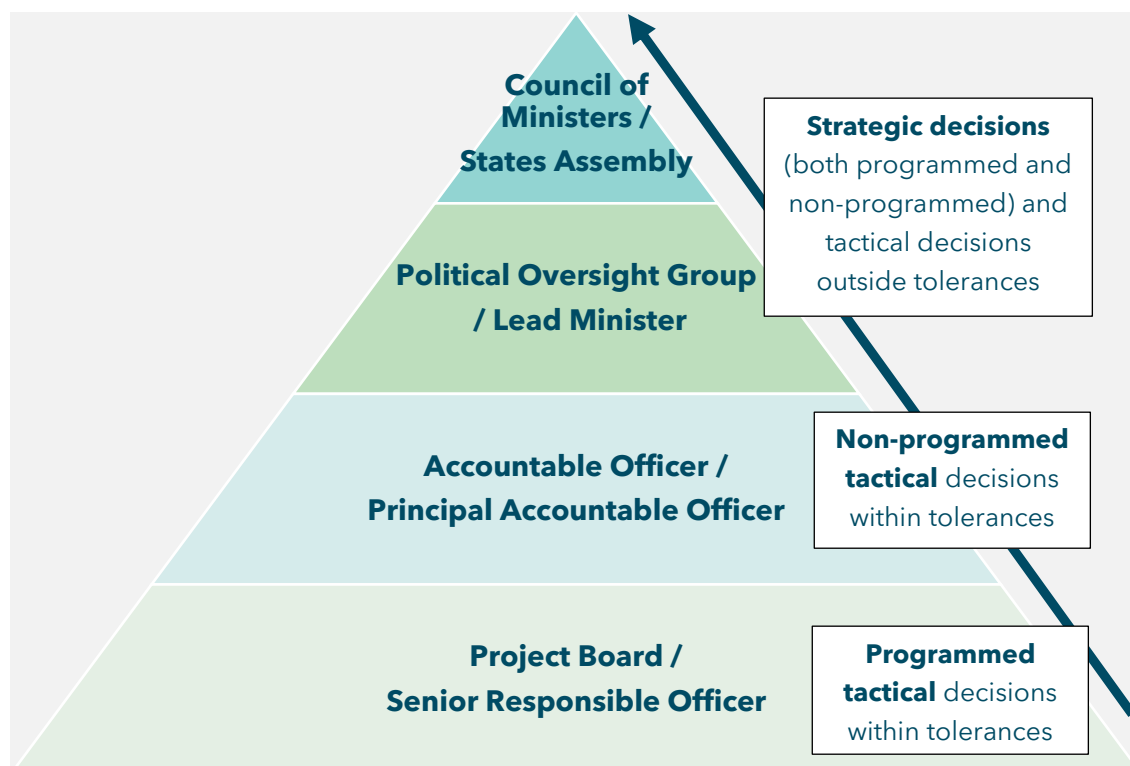 Council of
Ministers /
States Assembly
Strategic decisions
(both programmed and
non-programmed) and
tactical decisions
outside tolerances
Political Oversight Group
/ Lead Minister
Accountable Officer /
Principal Accountable Officer
Non-programmed
tactical decisions
within tolerances
Project Board /
Senior Responsible Officer
Programmed
tactical decisions
within tolerances